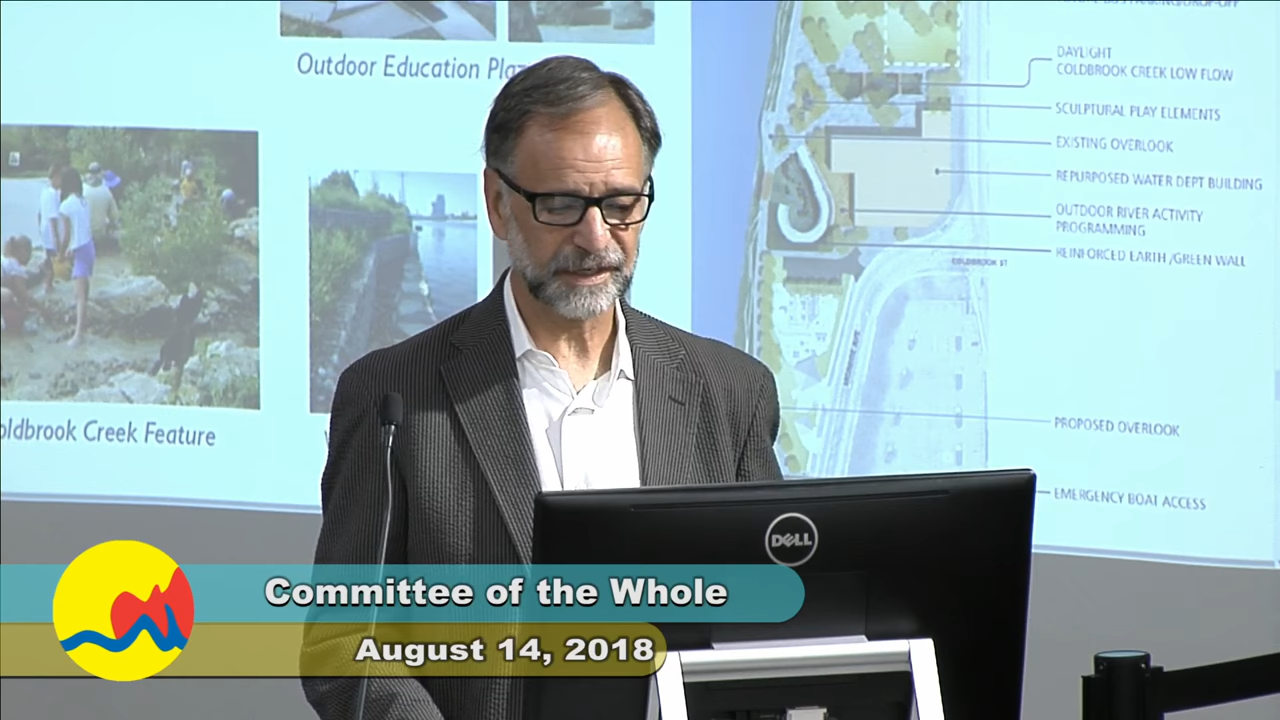 Outdoor Education Plaz
oldbrook Creek Feature
DAYLIGHT
COLDBROOK CREEK LOW FLOW
SCULPTURAL PLAY ELEMENTS
EXISTING OVERLOOK
REPURPOSED WATER DEPT BUILDING
OUTDOOR RIVER ACTIVITY
PROGRAMMING
REINFORCED EARTH /GREEN WALL
COLDBROOK ST
PROPOSED OVERLOOK
EMERGENCY BOAT ACCESS
DELL
Committee of the Whole
August 14, 2018